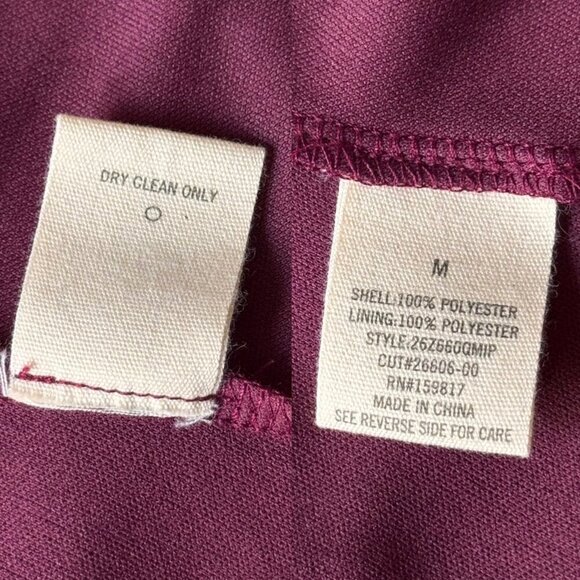 DRY CLEAN ONLY
M
SHELL:100% POLYESTER
LINING:100% POLYESTER
STYLE:26Z660QMIP
CUT#26606-00
RN#159817
MADE IN CHINA
SEE REVERSE SIDE FOR CARE